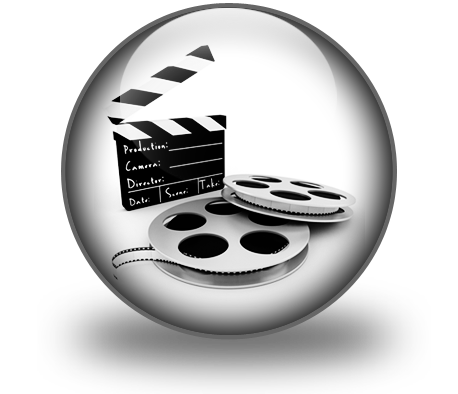 Production:
Camera:
Director:
Date: Scene: Take: